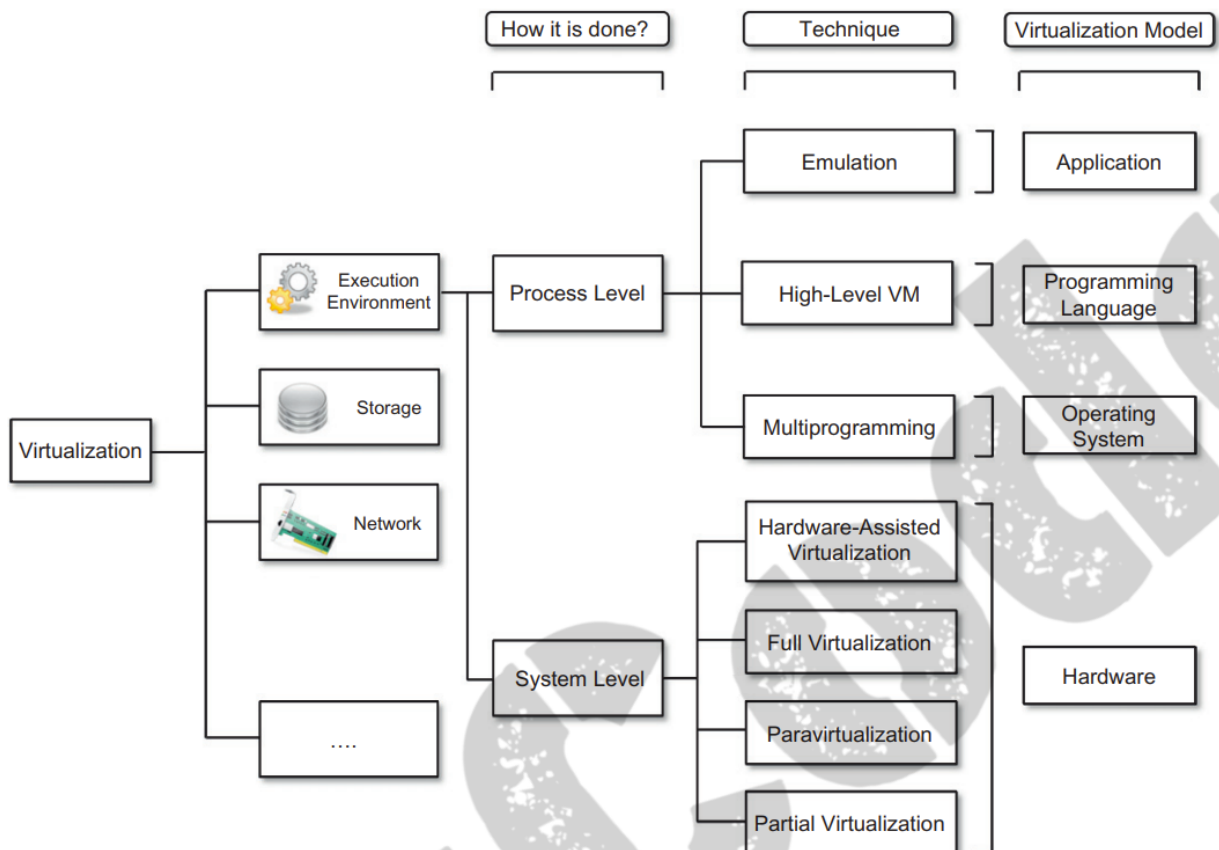 How it is done?
Technique
Virtualization Model
Emulation
Application
Execution
Environment
Process Level
High-Level VM
Programming
Language
Storage
Multiprogramming
Operating
System
Virtualization
Network
Hardware-Assisted
Virtualization
Full Virtualization
System Level
Hardware
Paravirtualization
....
Partial Virtualization